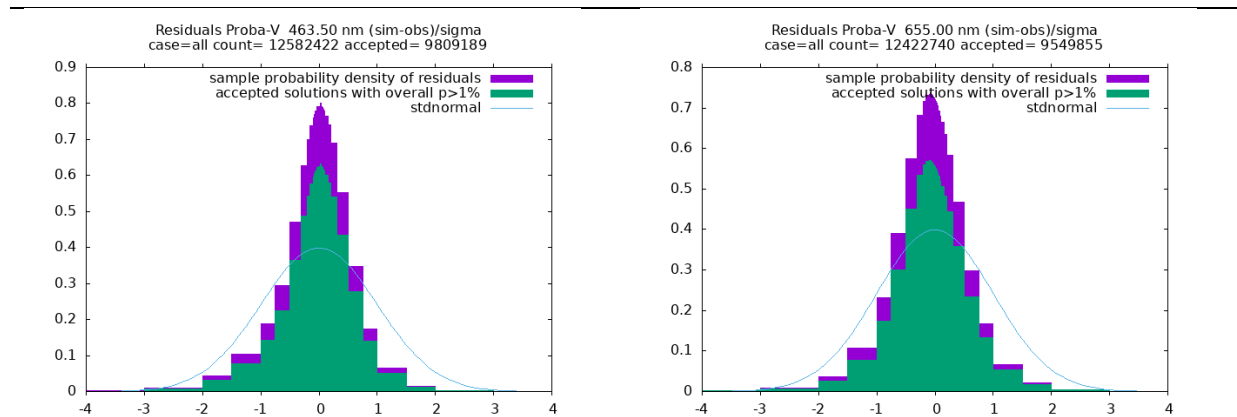 Residuals Proba-V  463.50 nm (sim-obs)/sigma
case=all count= 12582422 accepted= 9809189
sample probability density of residuals
accepted solutions with overall p>1%
stdnormal
0.9
0.8
0.7
0.6
0.5
0.4
0.3
0.2
0.1
0
-4 -3 -2 -1 0 1 2 3 4
Residuals Proba-V  655.00 nm (sim-obs)/sigma
case=all count= 12422740 accepted= 9549855
sample probability density of residuals
accepted solutions with overall p>1%
stdnormal
0.8
0.7
0.6
0.5
0.4
0.3
0.2
0.1
0
-4 -3 -2 -1 0 1 2 3 4